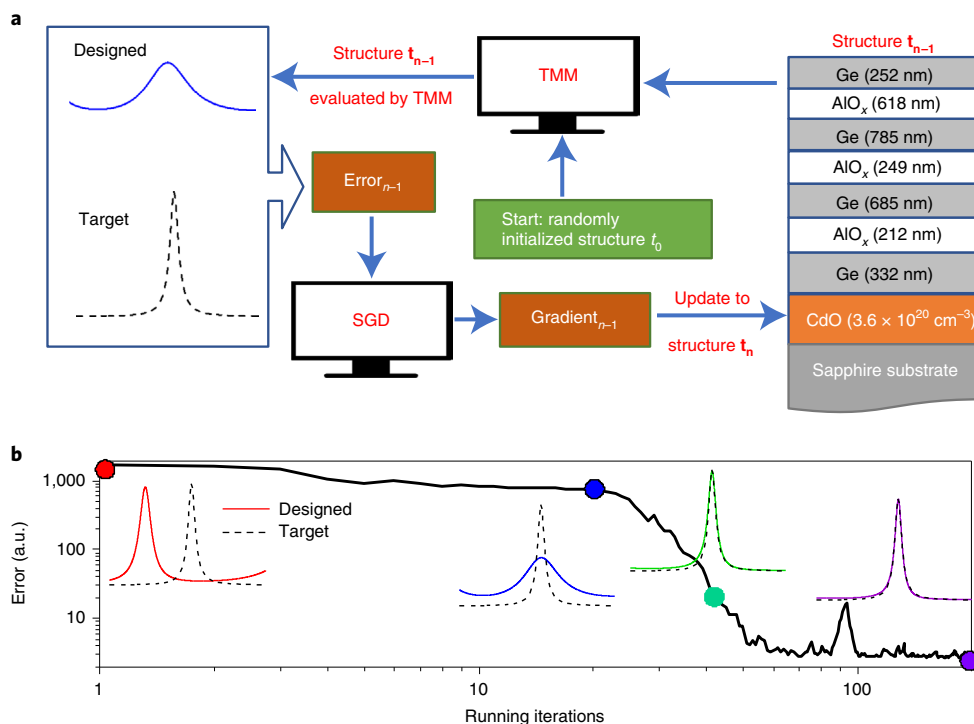 a
Designed
Target
Structure tₙ₋₁
evaluated by TMM
TMM
Structure tₙ₋₁
Ge (252 nm)
AlOₓ (618 nm)
Ge (785 nm)
AlOₓ (249 nm)
Ge (685 nm)
AlOₓ (212 nm)
Ge (332 nm)
CdO (3.6 × 10²⁰ cm⁻³)
Sapphire substrate
Errorₙ₋₁
Start: randomly
initialized structure t₀
SGD
Gradientₙ₋₁
Update to
structure tₙ
b
Error (a.u.)
1,000
100
10
Designed
Target
1
10
100
Running iterations